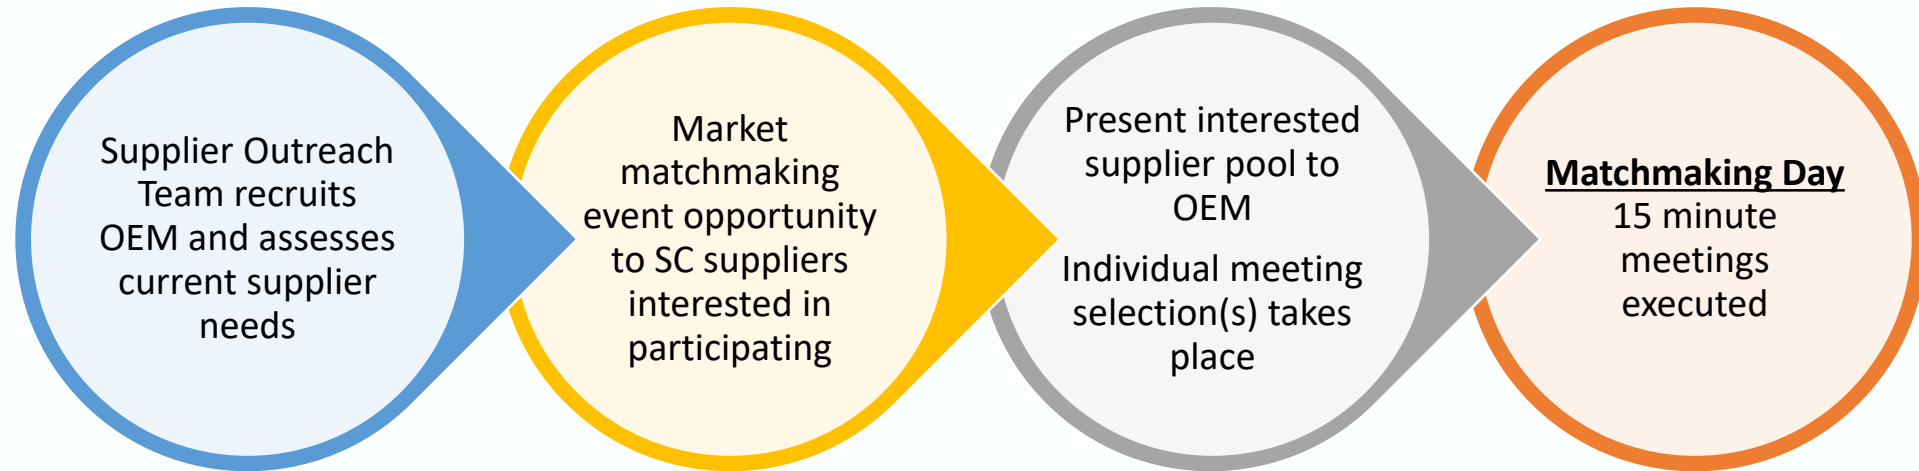 Supplier Outreach
Team recruits
OEM and assesses
current supplier
needs
Market
matchmaking
event opportunity
to SC suppliers
interested in
participating
Present interested
supplier pool to
OEM
Individual meeting
selection(s) takes
place
Matchmaking Day
15 minute
meetings
executed